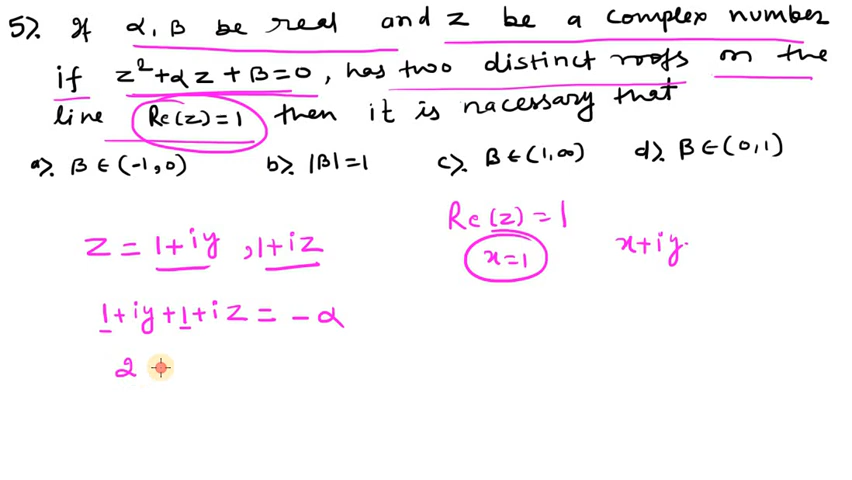 5). If α, β be real and z be a complex number
if z²+αz+β=0, has two distinct roots on the
line Re(z)=1 then it is nacessary that
a). β ∈ (-1,0) b). |β|=1 c). β ∈ (1,∞) d). β ∈ (0,1)
Re(z)=1
z = 1+iy , 1+iz
x=1
x+iy.
1+iy+1+iz = -α
2